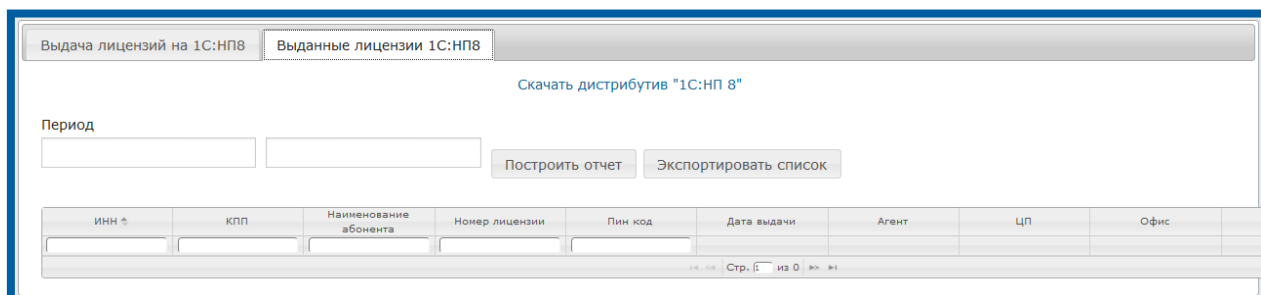 Выдача лицензий на 1С:НП8 Выданные лицензии 1С:НП8
Скачать дистрибутив "1С:НП 8"
Период
Построить отчет Экспортировать список
ИНН КПП Наименование абонента Номер лицензии Пин код Дата выдачи Агент ЦП Офис
Стр. 1 из 0